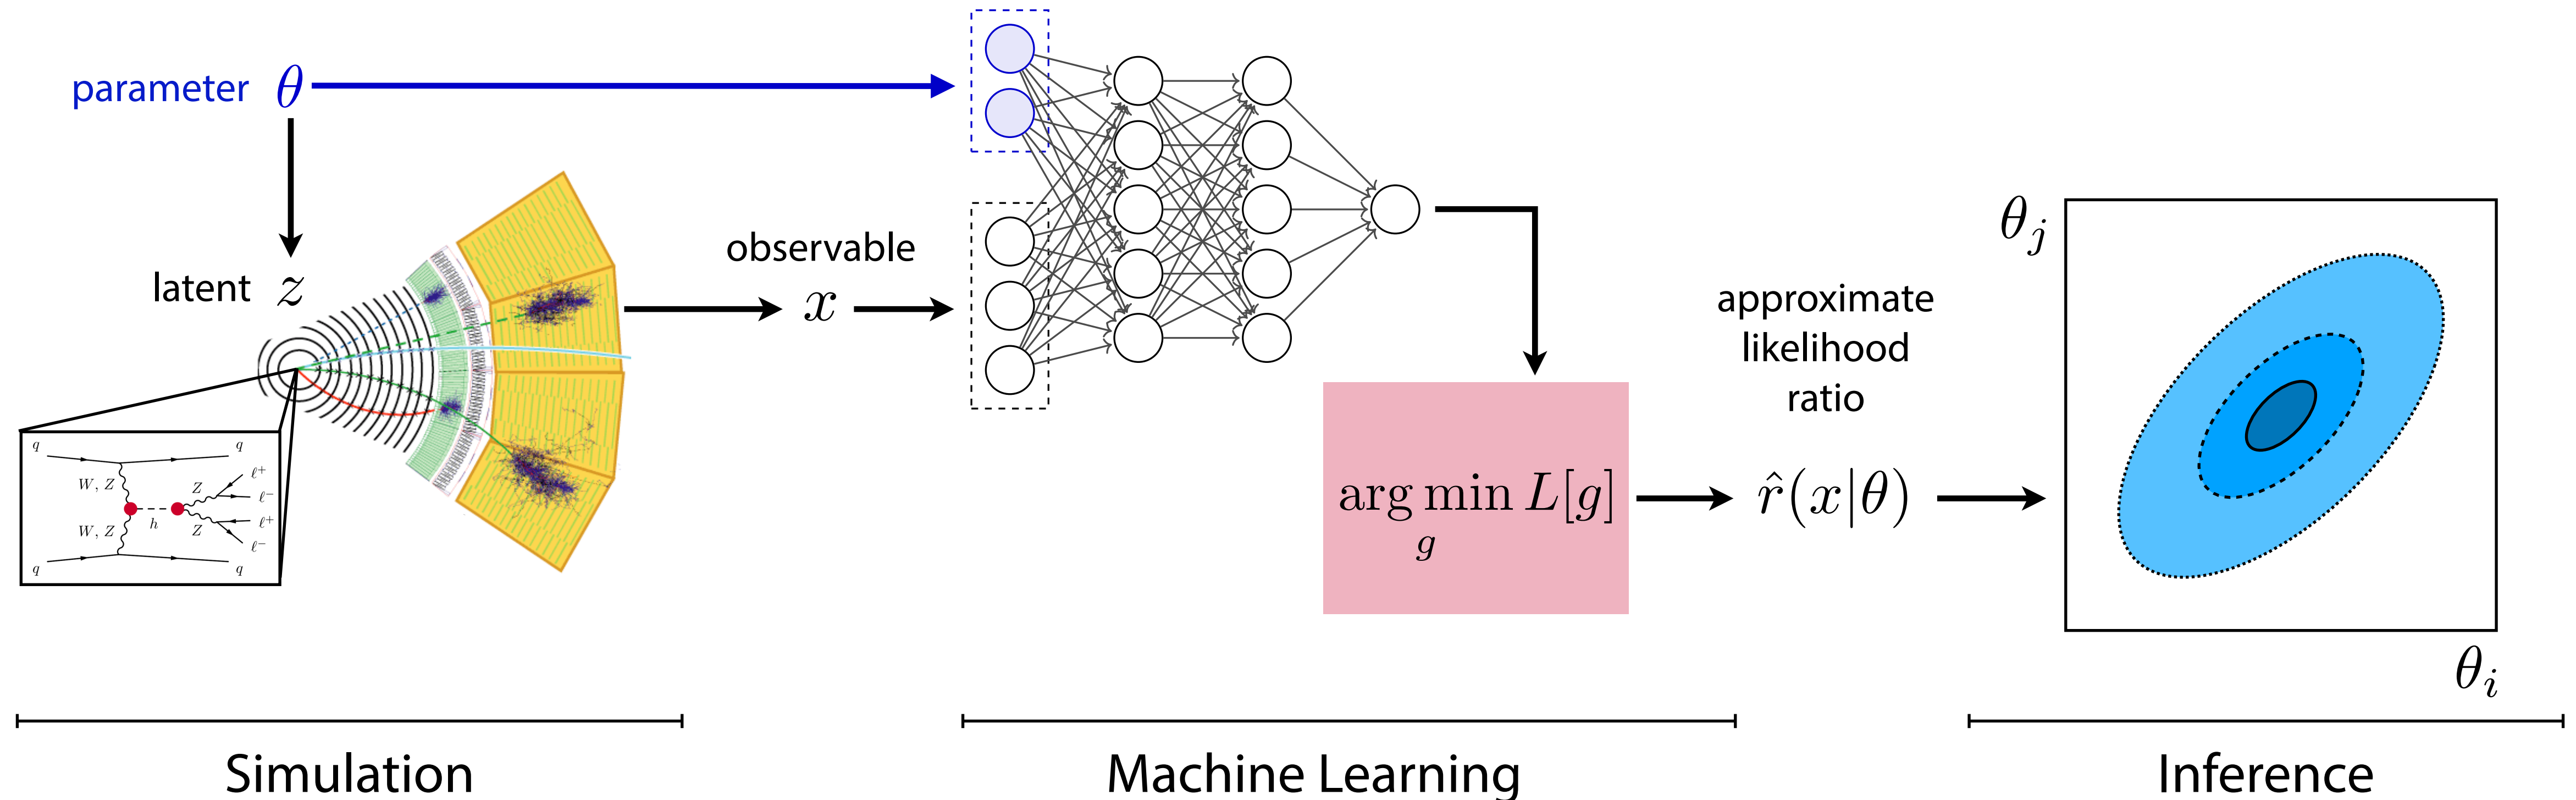 parameter θ
latent z
observable
x
q
q
W, Z
Z
ℓ+
ℓ−
h
W, Z
Z
ℓ+
ℓ−
q
q
arg min L[g]
g
approximate
likelihood
ratio
r̂(x|θ)
θj
θi
Simulation
Machine Learning
Inference